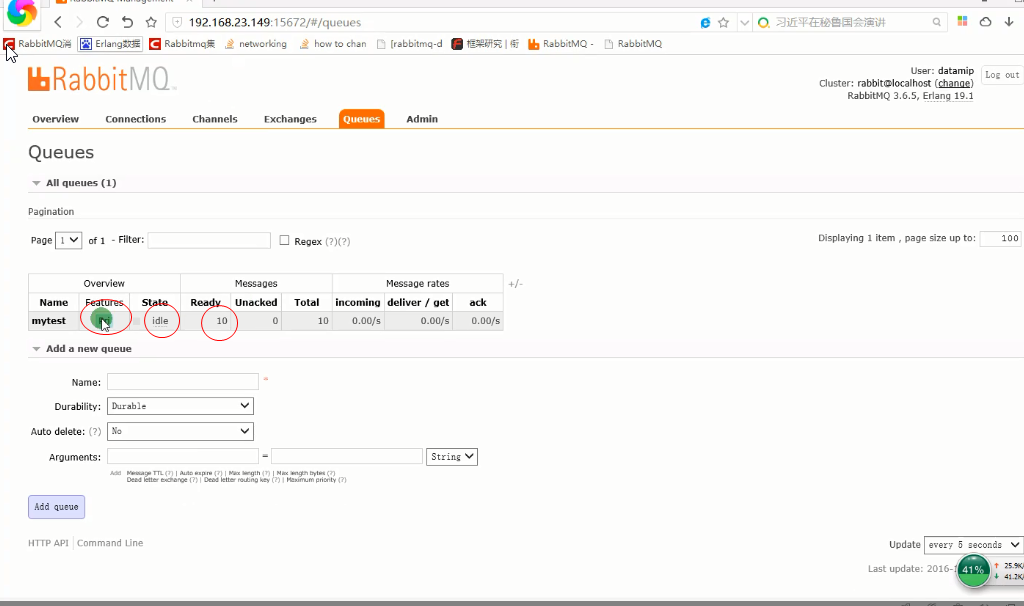 192.168.23.149:15672/#/queues
习近平在秘鲁国会演讲
RabbitMQ消 Erlang数据 Rabbitmq集 networking how to chan [rabbitmq-d 框架研究 | 衔 RabbitMQ - RabbitMQ
RabbitMQ
User: datamip
Cluster: rabbit@localhost (change)
RabbitMQ 3.6.5, Erlang 19.1
Log out
Overview Connections Channels Exchanges Queues Admin
Queues
All queues (1)
Pagination
Page 1 of 1 - Filter: Regex (?)(?)
Displaying 1 item , page size up to: 100
Overview Messages Message rates +/-
Name Features State Ready Unacked Total incoming deliver / get ack
mytest idle 10 0 10 0.00/s 0.00/s 0.00/s
Add a new queue
Name: *
Durability: Durable
Auto delete: (?) No
Arguments: = String
Add Message TTL (?) | Auto expire (?) | Max length (?) | Max length bytes (?)
Dead letter exchange (?) | Dead letter routing key (?) | Maximum priority (?)
Add queue
HTTP API Command Line
Update every 5 seconds
Last update: 2016-1
41% 25.9K/
41.2K/